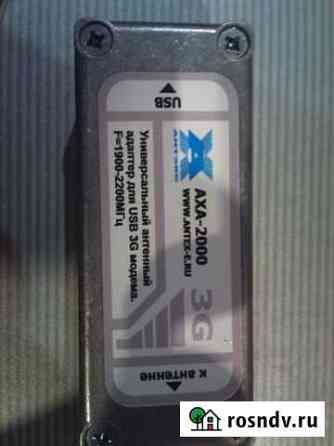 USB
ANTЭКС
AXA-2000
WWW.ANTEX-E.RU
3G
Универсальный антенный
адаптер для USB 3G модема.
F=1900-2200МГц
К АНТЕННЕ
rosndv.ru